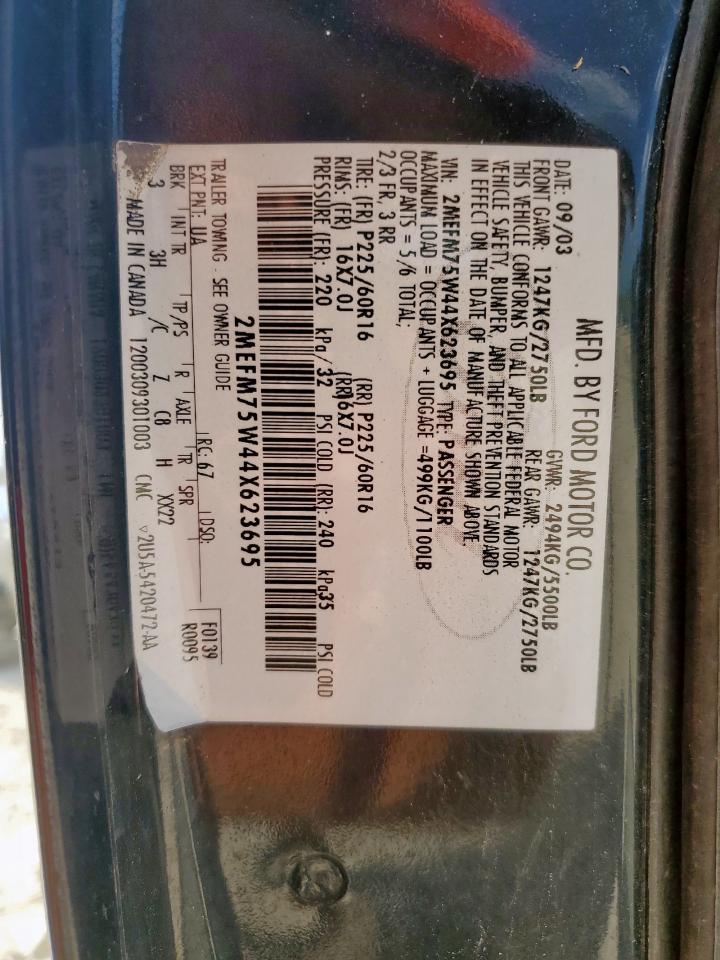 MFD. BY FORD MOTOR CO.
DATE: 09/03 GVWR: 2494KG/5500LB
FRONT GAWR: 1247KG/2750LB REAR GAWR: 1247KG/2750LB
THIS VEHICLE CONFORMS TO ALL APPLICABLE FEDERAL MOTOR
VEHICLE SAFETY, BUMPER, AND THEFT PREVENTION STANDARDS
IN EFFECT ON THE DATE OF MANUFACTURE SHOWN ABOVE.
VIN: 2MEFM75W44X623695 TYPE: PASSENGER
MAXIMUM LOAD = OCCUPANTS + LUGGAGE =499KG/1100LB
OCCUPANTS = 5/6 TOTAL;
2/3 FR, 3 RR
TIRE: (FR) P225/60R16 (RR) P225/60R16
RIMS: (FR) 16X7.0J (RR)16X7.0J
PRESSURE (FR): 220 kPa/32 PSI COLD (RR): 240 kPa35 PSI COLD
2MEFM75W44X623695
TRAILER TOWING - SEE OWNER GUIDE
EXT PNT: UA RC: 67 DSO: F0139
BRK INT TR TP/PS R AXLE TR SPR R0095
3 3H /C Z C8 H XX22
MADE IN CANADA 1200309301003 CMC v2U5A-5420472-AA